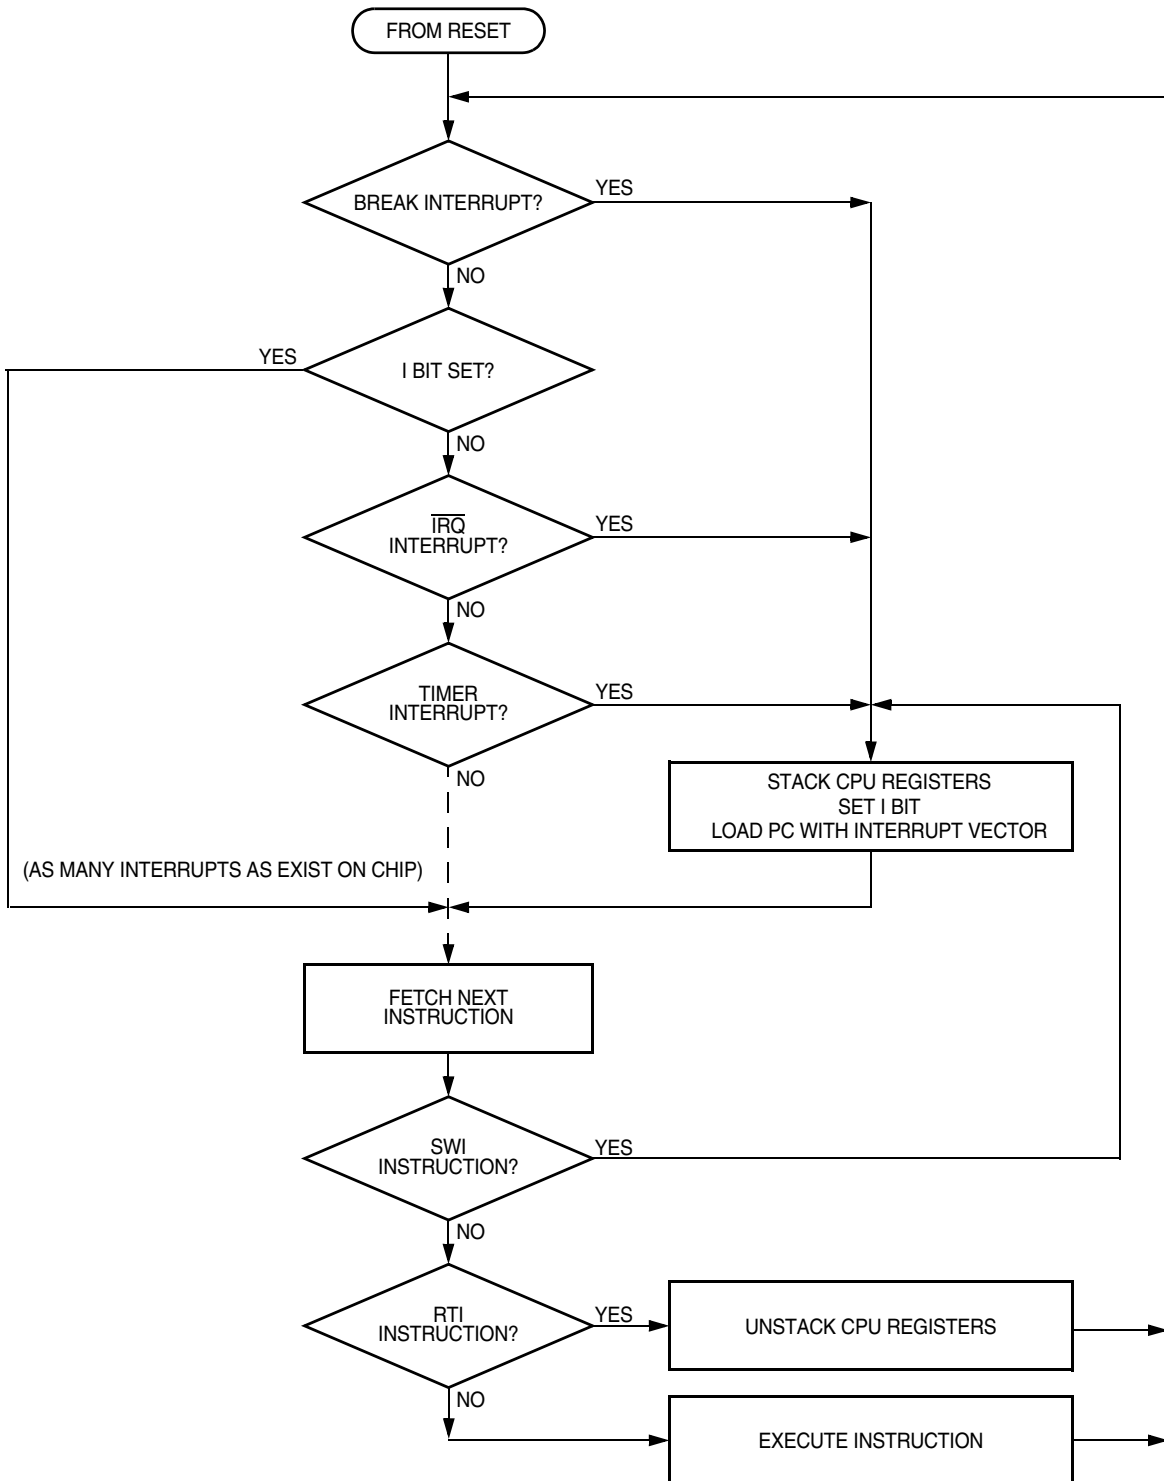 FROM RESET
BREAK INTERRUPT?
YES
NO
YES
I BIT SET?
NO
IRQ
INTERRUPT?
YES
NO
TIMER
INTERRUPT?
YES
NO
STACK CPU REGISTERS
SET I BIT
LOAD PC WITH INTERRUPT VECTOR
(AS MANY INTERRUPTS AS EXIST ON CHIP)
FETCH NEXT
INSTRUCTION
SWI
INSTRUCTION?
YES
NO
RTI
INSTRUCTION?
YES
UNSTACK CPU REGISTERS
NO
EXECUTE INSTRUCTION